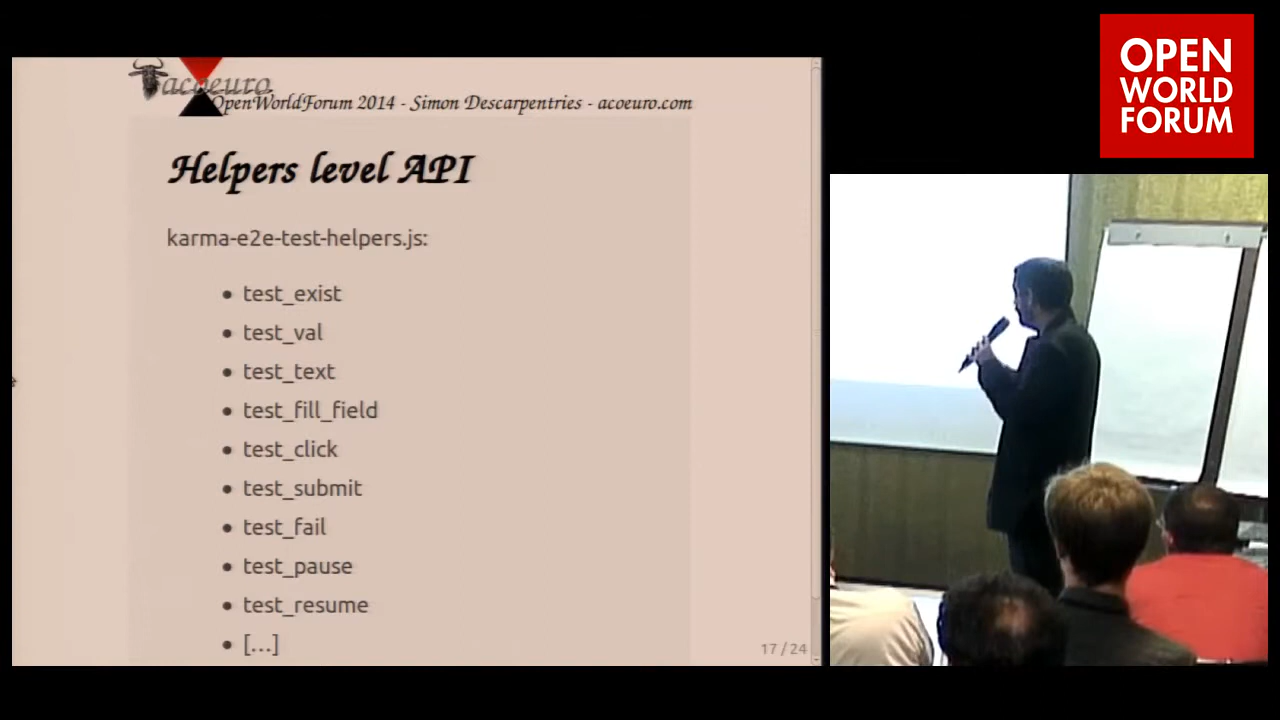 acoeuro
OpenWorldForum 2014 - Simon Descarpentries - acoeuro.com
Helpers level API
karma-e2e-test-helpers.js:
• test_exist
• test_val
• test_text
• test_fill_field
• test_click
• test_submit
• test_fail
• test_pause
• test_resume
• [...]
17 / 24
OPEN
WORLD
FORUM